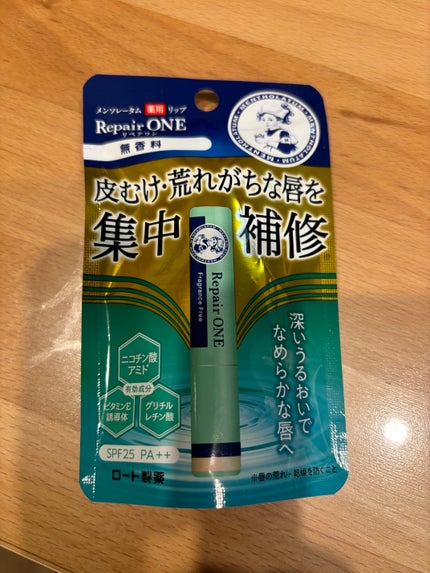 メンソレータム 薬用 リップ
Repair ONE
リペアワン
無香料
MENTHOLATUM · MENTHOLATUM · MENTHOLATUM
皮むけ・荒れがちな唇を
集中 補修
Repair ONE
Fragrance Free
深いうるおいで
なめらかな唇へ
ニコチン酸
アミド
有効成分
ビタミンE
誘導体
グリチル
レチン酸
SPF25 PA++
ロート製薬
※唇の荒れ・乾燥を防ぐこと